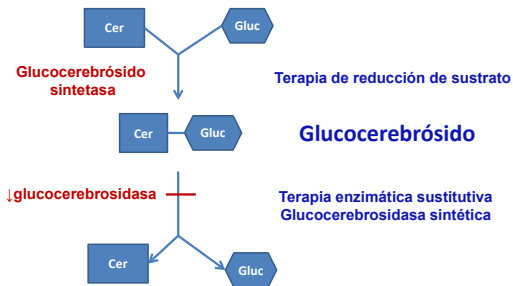 Cer
Gluc
Glucocerebrósido
sintetasa
Terapia de reducción de sustrato
Cer
Gluc
Glucocerebrósido
↓glucocerebrosidasa
Terapia enzimática sustitutiva
Glucocerebrosidasa sintética
Cer
Gluc